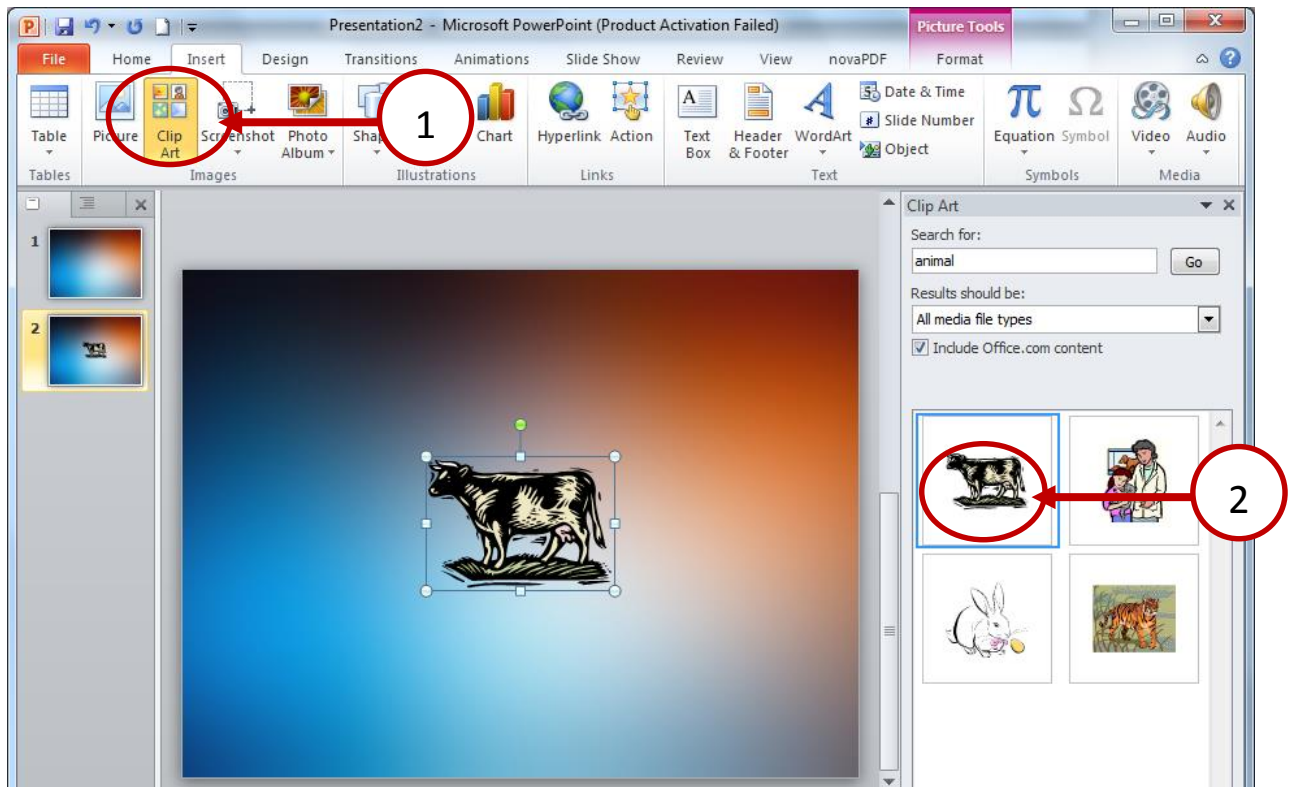 Presentation2 - Microsoft PowerPoint (Product Activation Failed)
Picture Tools
File Home Insert Design Transitions Animations Slide Show Review View novaPDF Format
Table
Picture
Clip Art
Screenshot
Photo Album
1
Chart
Hyperlink
Action
Text Box
Header & Footer
WordArt
Date & Time
Slide Number
Object
Equation
Symbol
Video
Audio
Tables
Images
Illustrations
Links
Text
Symbols
Media
1
2
Clip Art
Search for:
animal
Go
Results should be:
All media file types
Include Office.com content
2